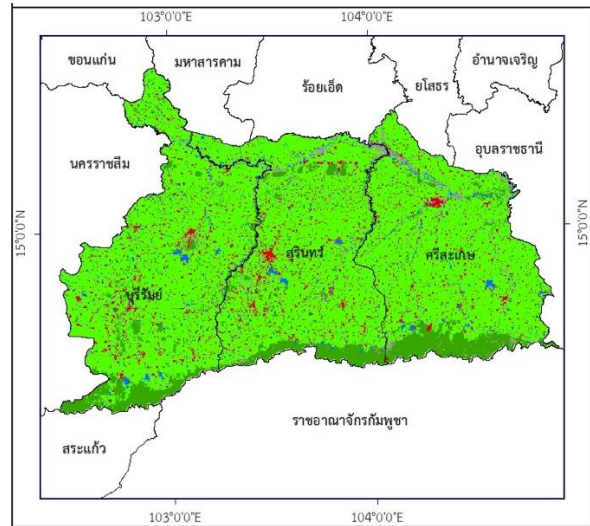 103°0'0"E 104°0'0"E
ขอนแก่น
มหาสารคาม
ร้อยเอ็ด
ยโสธร
อำนาจเจริญ
นครราชสีมา
อุบลราชธานี
15°0'0"N
15°0'0"N
บุรีรัมย์
สุรินทร์
ศรีสะเกษ
สระแก้ว
ราชอาณาจักรกัมพูชา
103°0'0"E 104°0'0"E